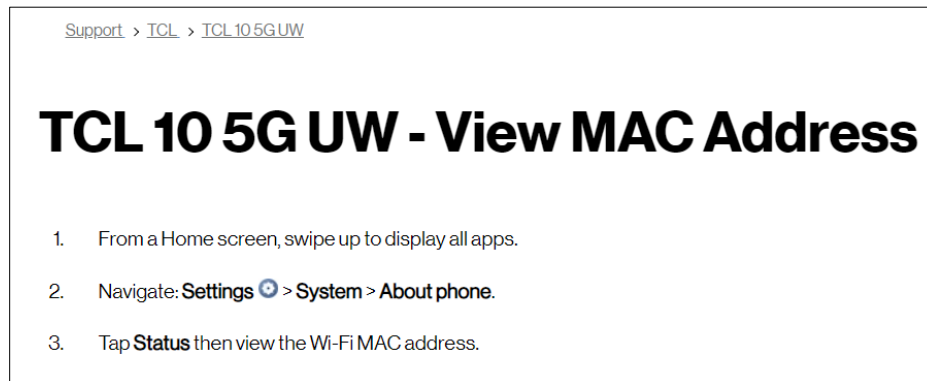 Support > TCL > TCL 10 5G UW
TCL 10 5G UW - View MAC Address
1. From a Home screen, swipe up to display all apps.
2. Navigate: Settings > System > About phone.
3. Tap Status then view the Wi-Fi MAC address.